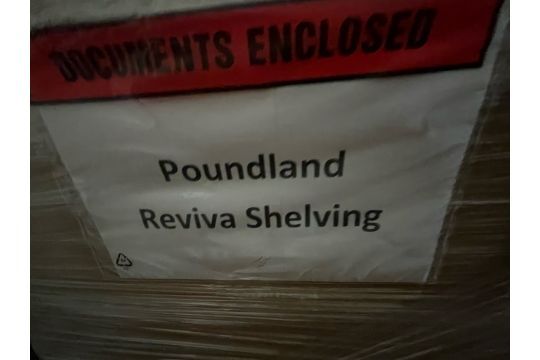 DOCUMENTS ENCLOSED
Poundland
Reviva Shelving